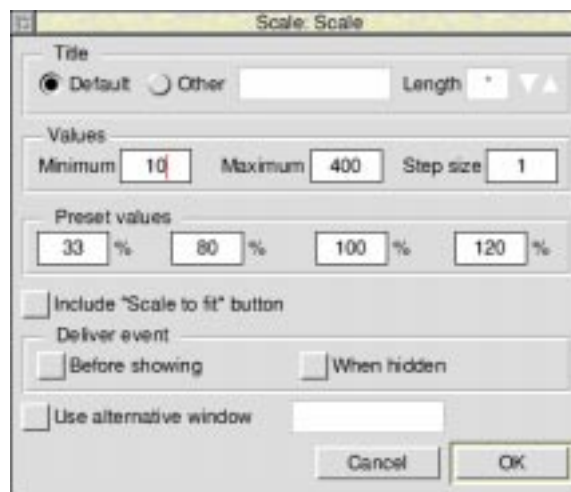 Scale: Scale
Title
Default Other Length *
Values
Minimum 10 Maximum 400 Step size 1
Preset values
33 % 80 % 100 % 120 %
Include "Scale to fit" button
Deliver event
Before showing When hidden
Use alternative window
Cancel OK